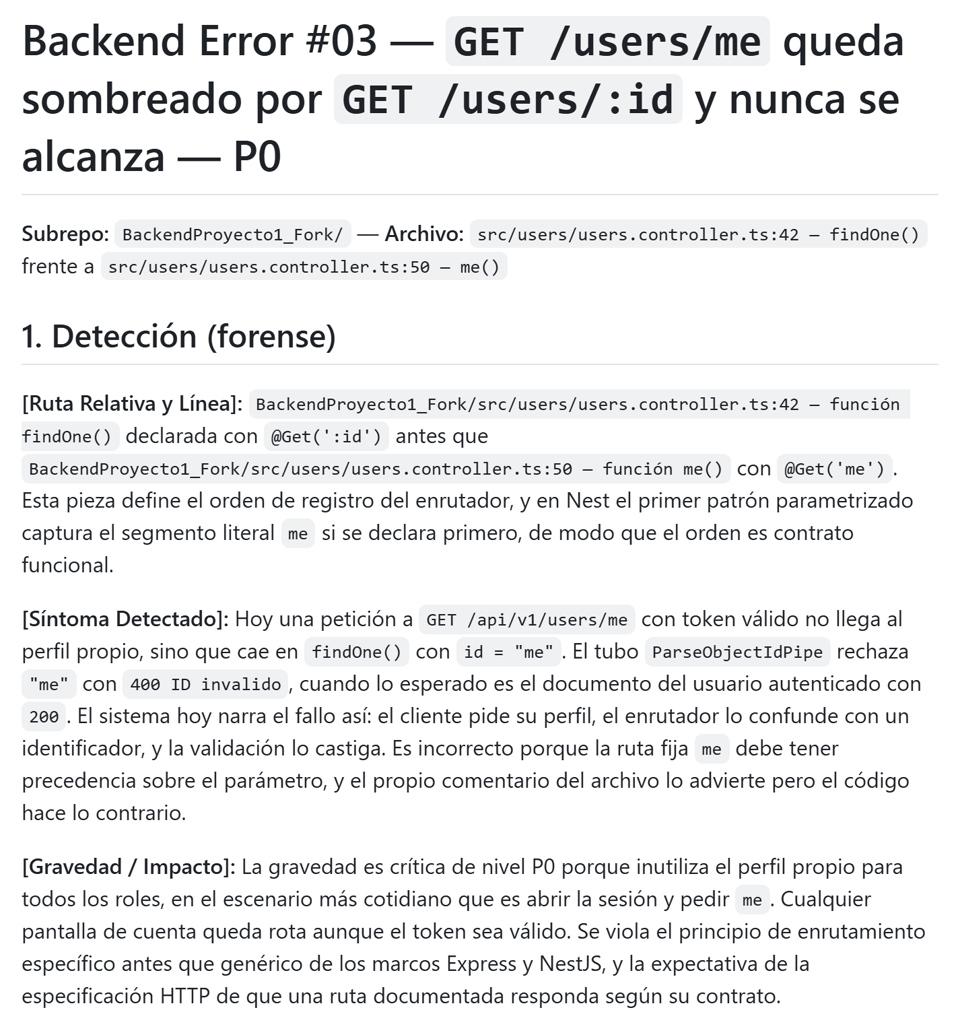 Backend Error #03 — GET /users/me queda
sombreado por GET /users/:id y nunca se
alcanza — P0
Subrepo: BackendProyecto1_Fork/ — Archivo: src/users/users.controller.ts:42 — findOne()
frente a src/users/users.controller.ts:50 — me()
1. Detección (forense)
[Ruta Relativa y Línea]: BackendProyecto1_Fork/src/users/users.controller.ts:42 — función
findOne() declarada con @Get(':id') antes que
BackendProyecto1_Fork/src/users/users.controller.ts:50 — función me() con @Get('me').
Esta pieza define el orden de registro del enrutador, y en Nest el primer patrón parametrizado
captura el segmento literal me si se declara primero, de modo que el orden es contrato
funcional.
[Síntoma Detectado]: Hoy una petición a GET /api/v1/users/me con token válido no llega al
perfil propio, sino que cae en findOne() con id = "me". El tubo ParseObjectIdPipe rechaza
"me" con 400 ID invalido, cuando lo esperado es el documento del usuario autenticado con
200. El sistema hoy narra el fallo así: el cliente pide su perfil, el enrutador lo confunde con un
identificador, y la validación lo castiga. Es incorrecto porque la ruta fija me debe tener
precedencia sobre el parámetro, y el propio comentario del archivo lo advierte pero el código
hace lo contrario.
[Gravedad / Impacto]: La gravedad es crítica de nivel P0 porque inutiliza el perfil propio para
todos los roles, en el escenario más cotidiano que es abrir la sesión y pedir me. Cualquier
pantalla de cuenta queda rota aunque el token sea válido. Se viola el principio de enrutamiento
específico antes que genérico de los marcos Express y NestJS, y la expectativa de la
especificación HTTP de que una ruta documentada responda según su contrato.